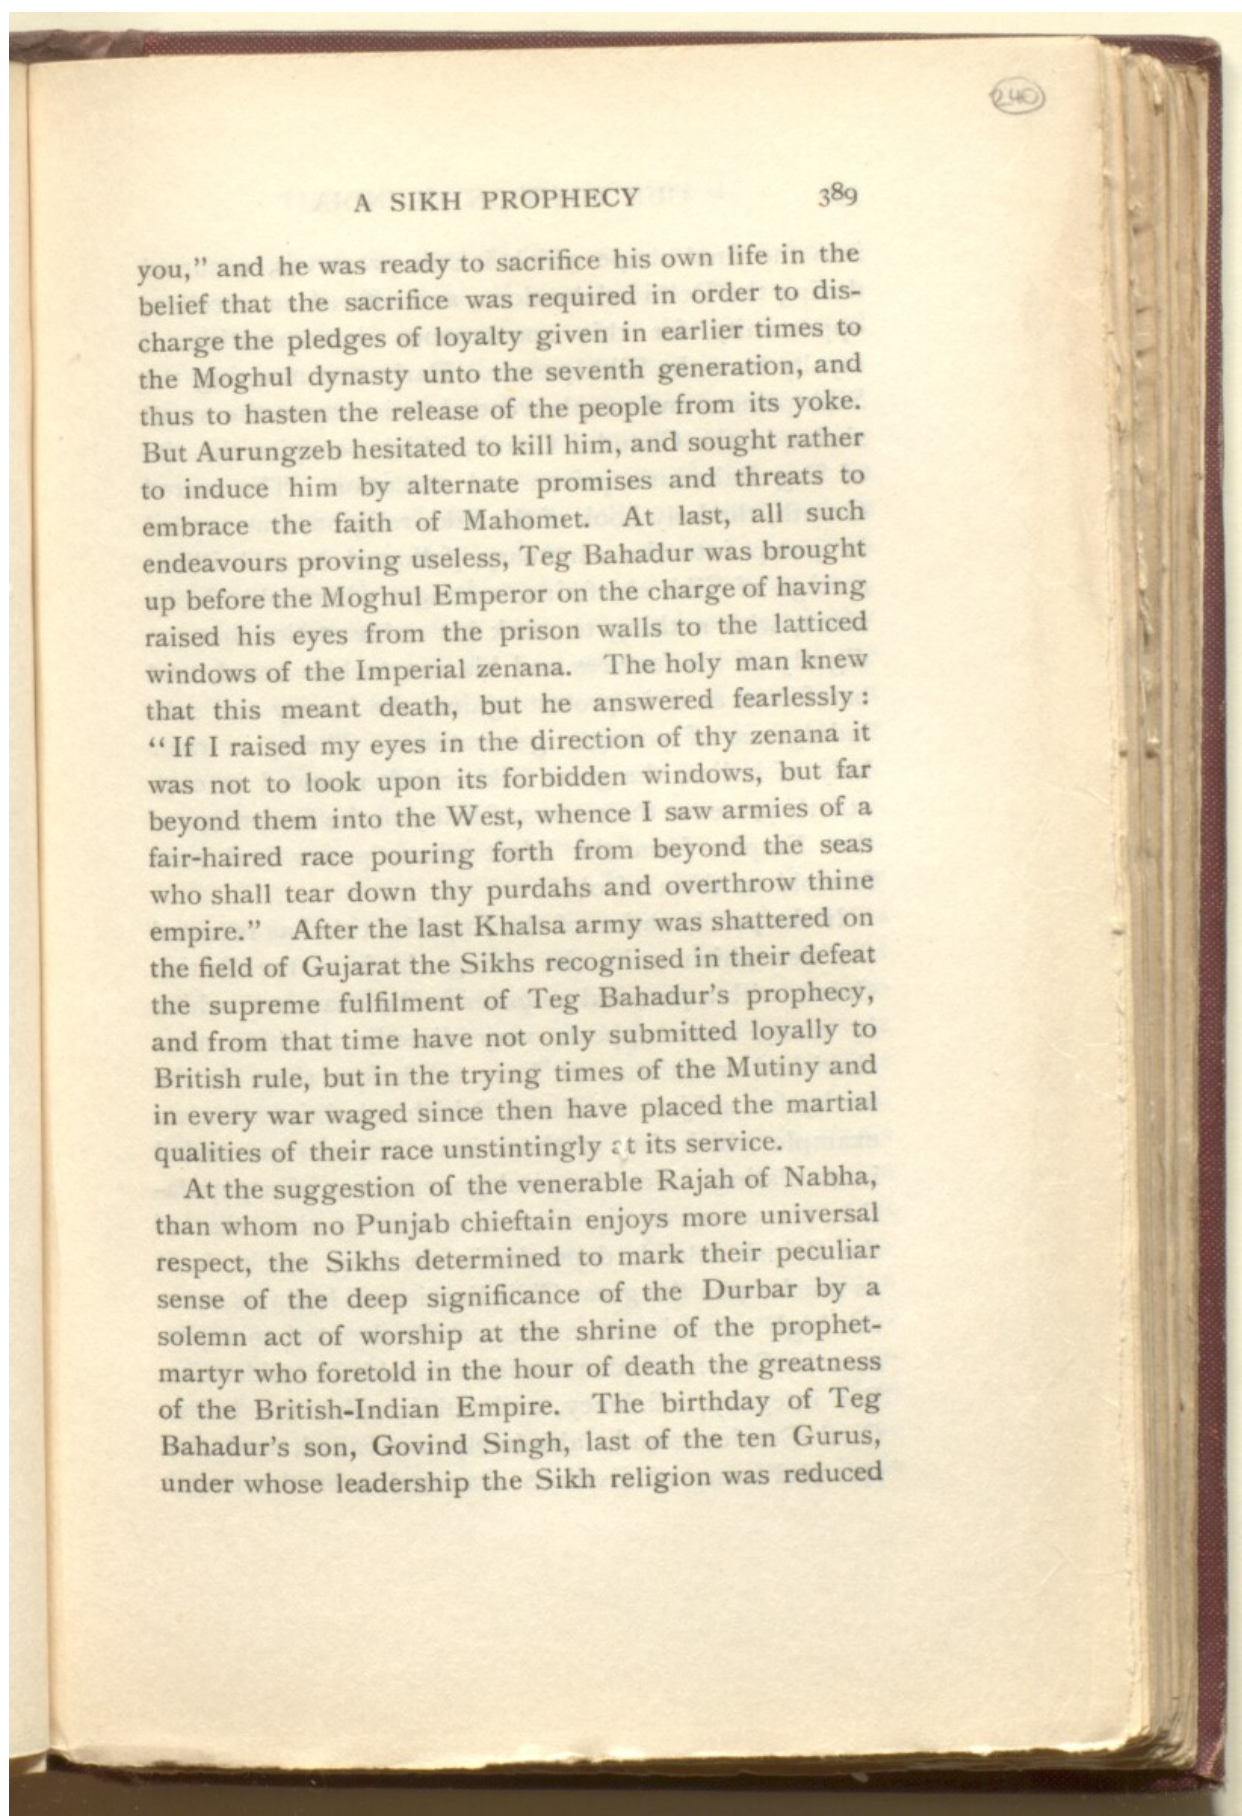 240
A SIKH PROPHECY 389
you,” and he was ready to sacrifice his own life in the
belief that the sacrifice was required in order to dis-
charge the pledges of loyalty given in earlier times to
the Moghul dynasty unto the seventh generation, and
thus to hasten the release of the people from its yoke.
But Aurungzeb hesitated to kill him, and sought rather
to induce him by alternate promises and threats to
embrace the faith of Mahomet. At last, all such
endeavours proving useless, Teg Bahadur was brought
up before the Moghul Emperor on the charge of having
raised his eyes from the prison walls to the latticed
windows of the Imperial zenana. The holy man knew
that this meant death, but he answered fearlessly :
“If I raised my eyes in the direction of thy zenana it
was not to look upon its forbidden windows, but far
beyond them into the West, whence I saw armies of a
fair-haired race pouring forth from beyond the seas
who shall tear down thy purdahs and overthrow thine
empire.” After the last Khalsa army was shattered on
the field of Gujarat the Sikhs recognised in their defeat
the supreme fulfilment of Teg Bahadur’s prophecy,
and from that time have not only submitted loyally to
British rule, but in the trying times of the Mutiny and
in every war waged since then have placed the martial
qualities of their race unstintingly at its service.
At the suggestion of the venerable Rajah of Nabha,
than whom no Punjab chieftain enjoys more universal
respect, the Sikhs determined to mark their peculiar
sense of the deep significance of the Durbar by a
solemn act of worship at the shrine of the prophet-
martyr who foretold in the hour of death the greatness
of the British-Indian Empire. The birthday of Teg
Bahadur’s son, Govind Singh, last of the ten Gurus,
under whose leadership the Sikh religion was reduced